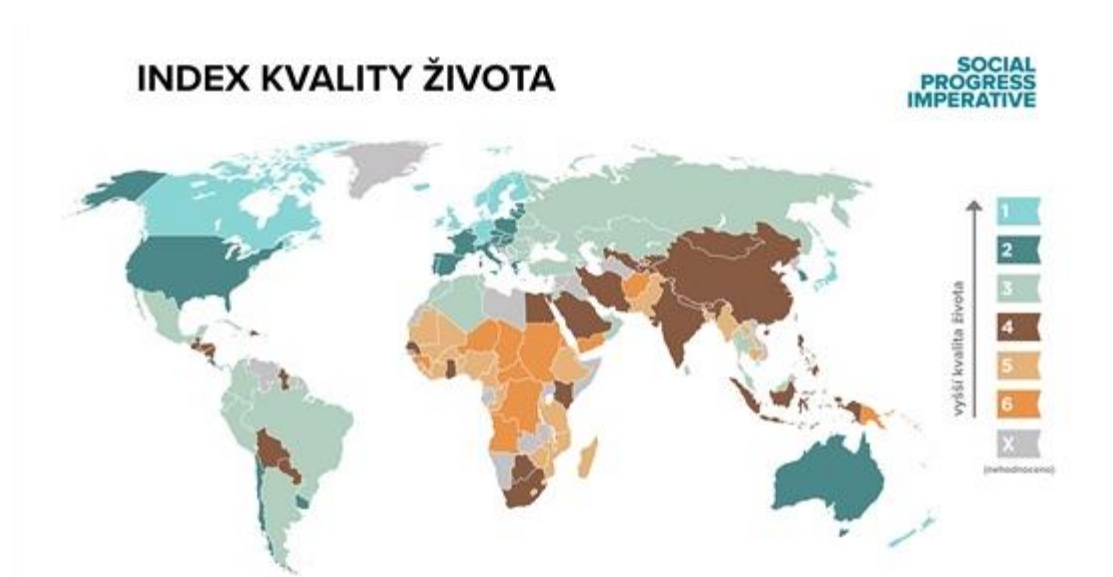 INDEX KVALITY ŽIVOTA
SOCIAL
PROGRESS
IMPERATIVE
vyšší kvalita života
1
2
3
4
5
6
X
(nehodnoceno)